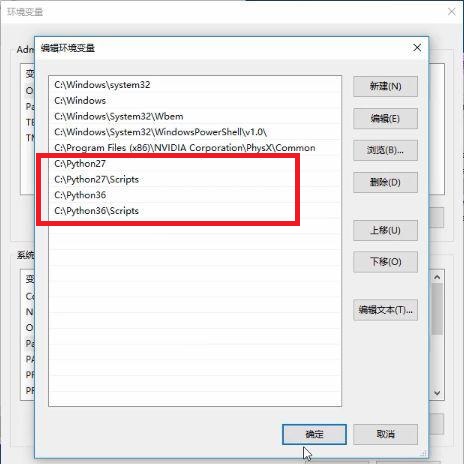 环境变量
Adm
编辑环境变量
C:\Windows\system32
C:\Windows
C:\Windows\System32\Wbem
C:\Windows\System32\WindowsPowerShell\v1.0\
C:\Program Files (x86)\NVIDIA Corporation\PhysX\Common
C:\Python27
C:\Python27\Scripts
C:\Python36
C:\Python36\Scripts
新建(N)
编辑(E)
浏览(B)...
删除(D)
上移(U)
下移(O)
编辑文本(T)...
变
O
Pa
TE
TM
系统
变
Co
N
O
Pa
PA
PR
PR
确定
取消